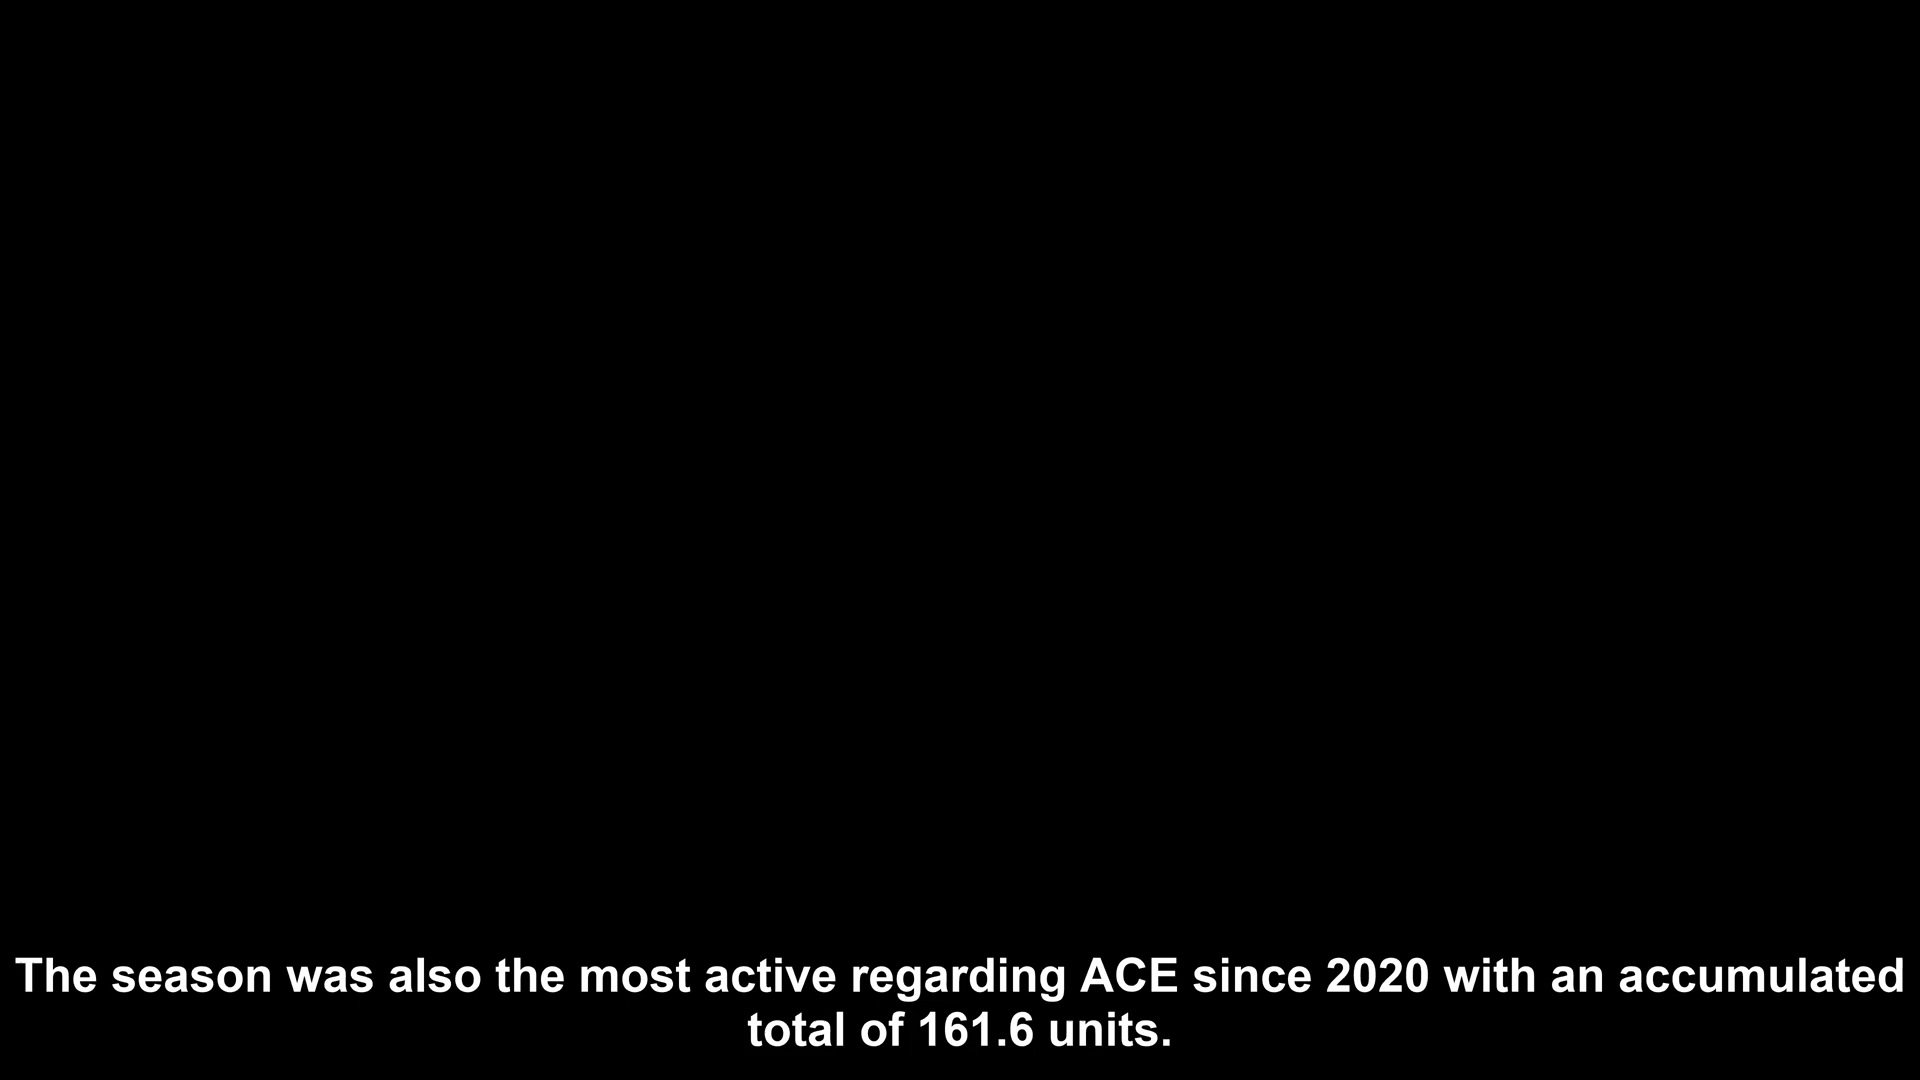 The season was also the most active regarding ACE since 2020 with an accumulated
total of 161.6 units.